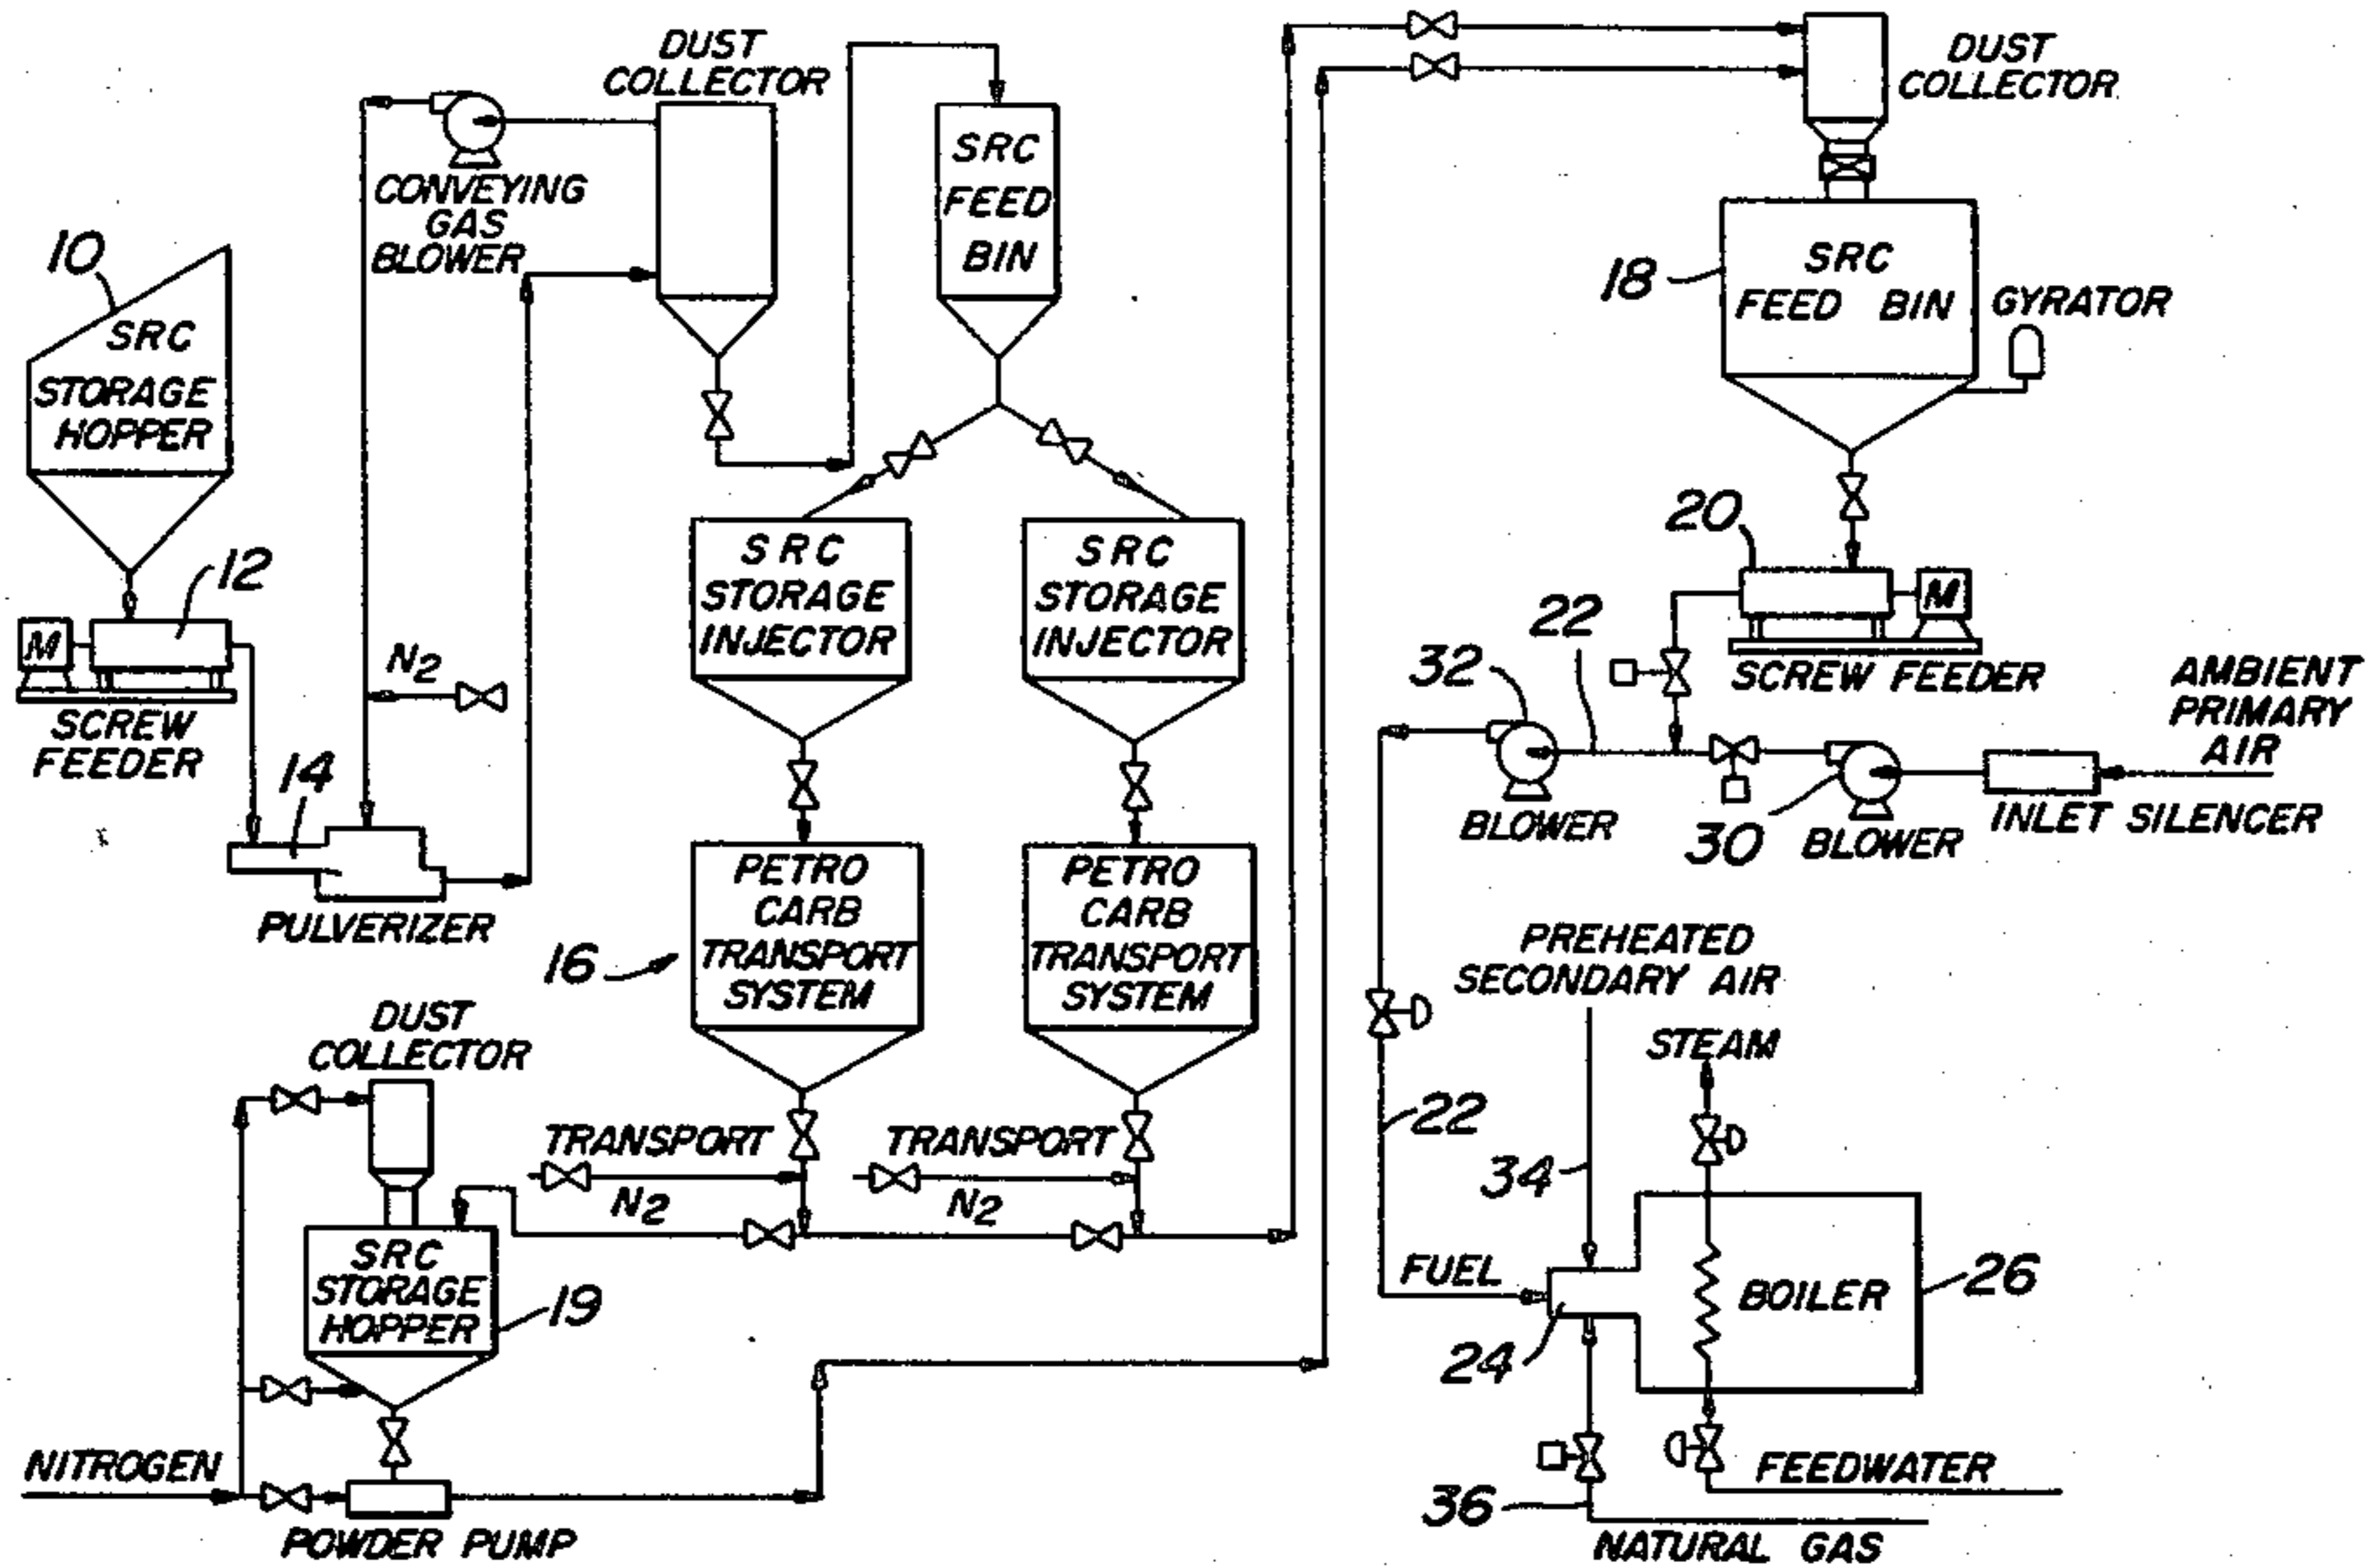 DUST
COLLECTOR
DUST
COLLECTOR
CONVEYING
GAS
BLOWER
SRC
FEED
BIN
10
SRC
STORAGE
HOPPER
18
SRC
FEED BIN
GYRATOR
12
M
SCREW
FEEDER
N2
14
PULVERIZER
SRC
STORAGE
INJECTOR
SRC
STORAGE
INJECTOR
20
M
SCREW FEEDER
22
32
BLOWER
30
BLOWER
INLET SILENCER
AMBIENT
PRIMARY
AIR
16
PETRO
CARB
TRANSPORT
SYSTEM
PETRO
CARB
TRANSPORT
SYSTEM
PREHEATED
SECONDARY AIR
STEAM
22
34
DUST
COLLECTOR
TRANSPORT
N2
TRANSPORT
N2
SRC
STORAGE
HOPPER
19
FUEL
24
BOILER
26
NITROGEN
POWDER PUMP
FEEDWATER
36
NATURAL GAS